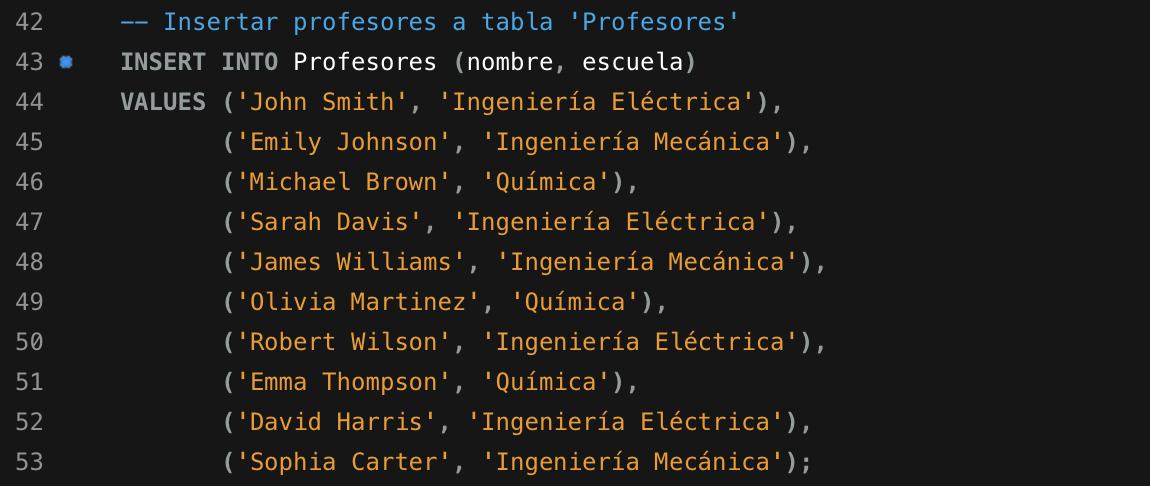 42 -- Insertar profesores a tabla 'Profesores'
43 INSERT INTO Profesores (nombre, escuela)
44 VALUES ('John Smith', 'Ingeniería Eléctrica'),
45 ('Emily Johnson', 'Ingeniería Mecánica'),
46 ('Michael Brown', 'Química'),
47 ('Sarah Davis', 'Ingeniería Eléctrica'),
48 ('James Williams', 'Ingeniería Mecánica'),
49 ('Olivia Martinez', 'Química'),
50 ('Robert Wilson', 'Ingeniería Eléctrica'),
51 ('Emma Thompson', 'Química'),
52 ('David Harris', 'Ingeniería Eléctrica'),
53 ('Sophia Carter', 'Ingeniería Mecánica');